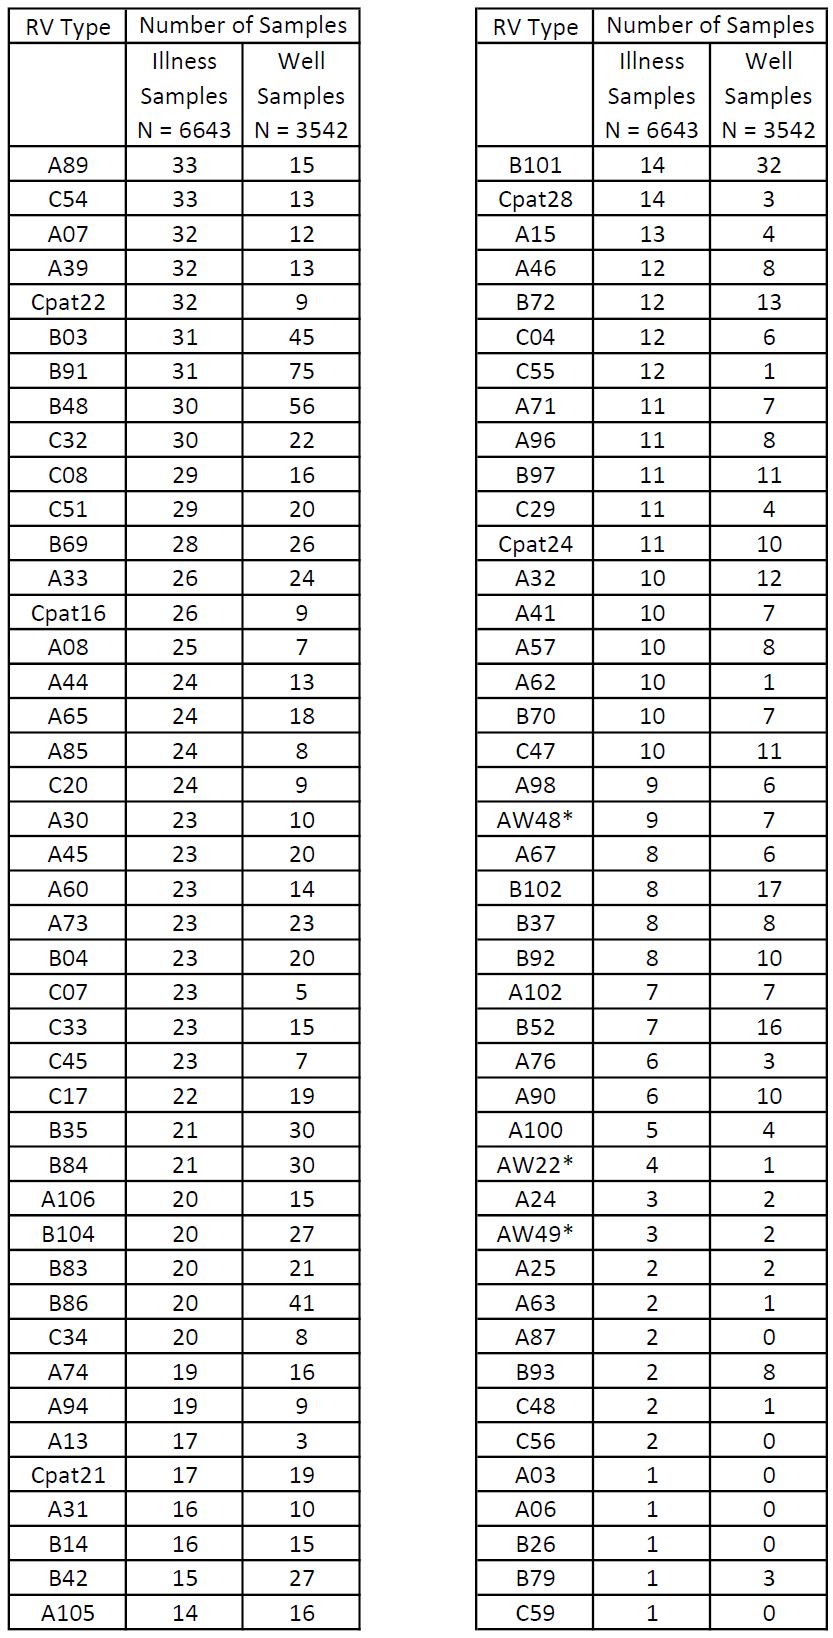 RV Type Number of Samples
Illness Well
Samples Samples
N = 6643 N = 3542
A89 33 15
C54 33 13
A07 32 12
A39 32 13
Cpat22 32 9
B03 31 45
B91 31 75
B48 30 56
C32 30 22
C08 29 16
C51 29 20
B69 28 26
A33 26 24
Cpat16 26 9
A08 25 7
A44 24 13
A65 24 18
A85 24 8
C20 24 9
A30 23 10
A45 23 20
A60 23 14
A73 23 23
B04 23 20
C07 23 5
C33 23 15
C45 23 7
C17 22 19
B35 21 30
B84 21 30
A106 20 15
B104 20 27
B83 20 21
B86 20 41
C34 20 8
A74 19 16
A94 19 9
A13 17 3
Cpat21 17 19
A31 16 10
B14 16 15
B42 15 27
A105 14 16
RV Type Number of Samples
Illness Well
Samples Samples
N = 6643 N = 3542
B101 14 32
Cpat28 14 3
A15 13 4
A46 12 8
B72 12 13
C04 12 6
C55 12 1
A71 11 7
A96 11 8
B97 11 11
C29 11 4
Cpat24 11 10
A32 10 12
A41 10 7
A57 10 8
A62 10 1
B70 10 7
C47 10 11
A98 9 6
AW48* 9 7
A67 8 6
B102 8 17
B37 8 8
B92 8 10
A102 7 7
B52 7 16
A76 6 3
A90 6 10
A100 5 4
AW22* 4 1
A24 3 2
AW49* 3 2
A25 2 2
A63 2 1
A87 2 0
B93 2 8
C48 2 1
C56 2 0
A03 1 0
A06 1 0
B26 1 0
B79 1 3
C59 1 0